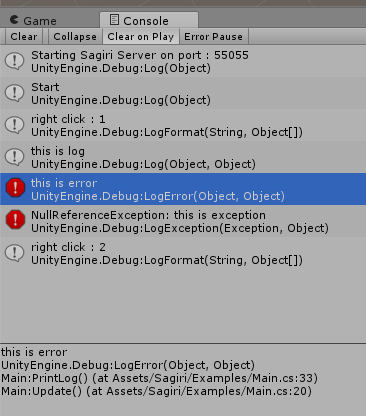 Game Console
Clear Collapse Clear on Play Error Pause
Starting Sagiri Server on port : 55055
UnityEngine.Debug:Log(Object)
Start
UnityEngine.Debug:Log(Object)
right click : 1
UnityEngine.Debug:LogFormat(String, Object[])
this is log
UnityEngine.Debug:Log(Object, Object)
this is error
UnityEngine.Debug:LogError(Object, Object)
NullReferenceException: this is exception
UnityEngine.Debug:LogException(Exception, Object)
right click : 2
UnityEngine.Debug:LogFormat(String, Object[])
this is error
UnityEngine.Debug:LogError(Object, Object)
Main:PrintLog() (at Assets/Sagiri/Examples/Main.cs:33)
Main:Update() (at Assets/Sagiri/Examples/Main.cs:20)